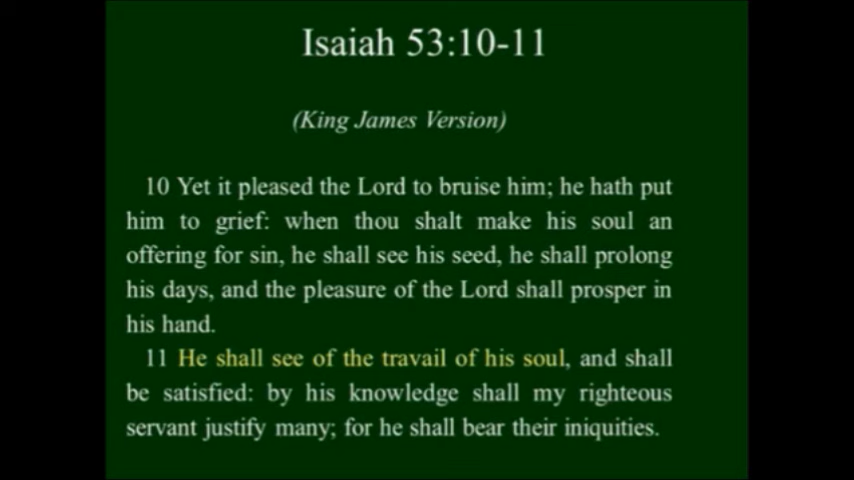 Isaiah 53:10-11
(King James Version)
10 Yet it pleased the Lord to bruise him; he hath put
him to grief: when thou shalt make his soul an
offering for sin, he shall see his seed, he shall prolong
his days, and the pleasure of the Lord shall prosper in
his hand.
11 He shall see of the travail of his soul, and shall
be satisfied: by his knowledge shall my righteous
servant justify many; for he shall bear their iniquities.